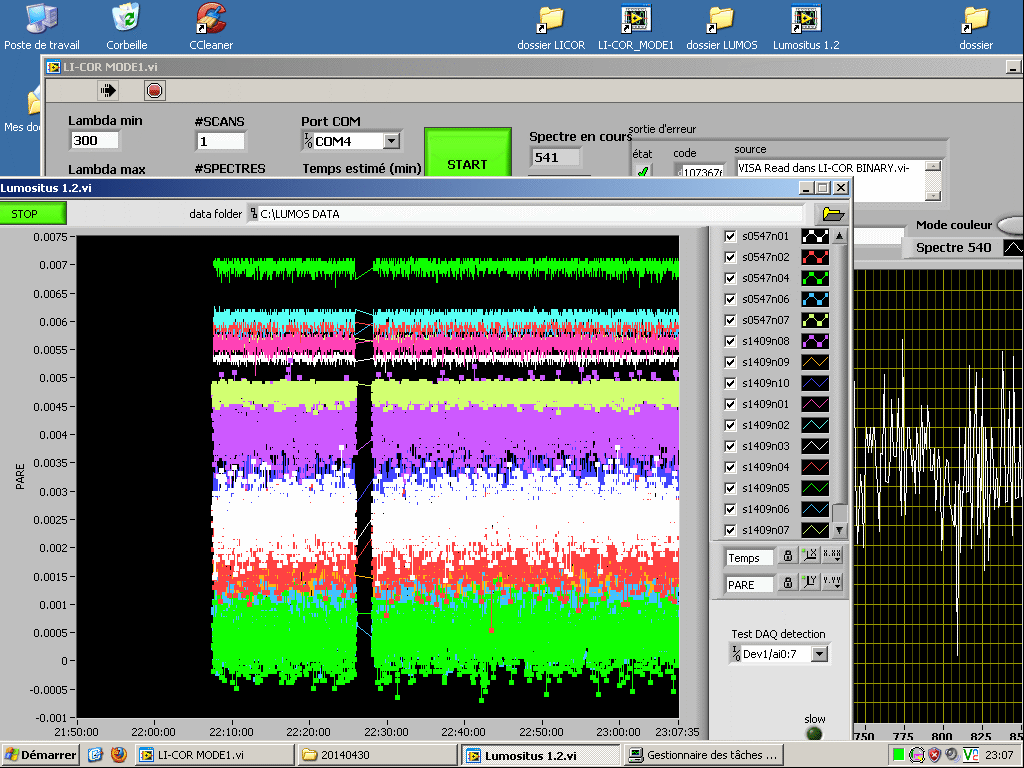 Poste de travail
Corbeille
CCleaner
dossier LICOR
LI-COR_MODE1
dossier LUMOS
Lumositus 1.2
dossier
Mes do
LI-COR MODE1.vi
Lambda min
300
Lambda max
#SCANS
1
#SPECTRES
Port COM
COM4
Temps estimé (min)
START
Spectre en cours
541
sortie d'erreur
état
code
source
VISA Read dans LI-COR BINARY.vi-
Mode couleur
Spectre 540
Lumositus 1.2.vi
STOP
data folder
C:\LUMOS DATA
PARE
0.0075
0.007
0.0065
0.006
0.0055
0.005
0.0045
0.004
0.0035
0.003
0.0025
0.002
0.0015
0.001
0.0005
0
-0.0005
-0.001
21:50:00
22:00:00
22:10:00
22:20:00
22:30:00
22:40:00
22:50:00
23:00:00
23:07:35
s0547n01
s0547n02
s0547n04
s0547n06
s0547n07
s1409n08
s1409n09
s1409n10
s1409n01
s1409n02
s1409n03
s1409n04
s1409n05
s1409n06
s1409n07
Temps
X.XX
PARE
Y.YY
Test DAQ detection
Dev1/ai0:7
slow
750
775
800
825
85
Démarrer
LI-COR MODE1.vi
20140430
Lumositus 1.2.vi
Gestionnaire des tâches ...
23:07